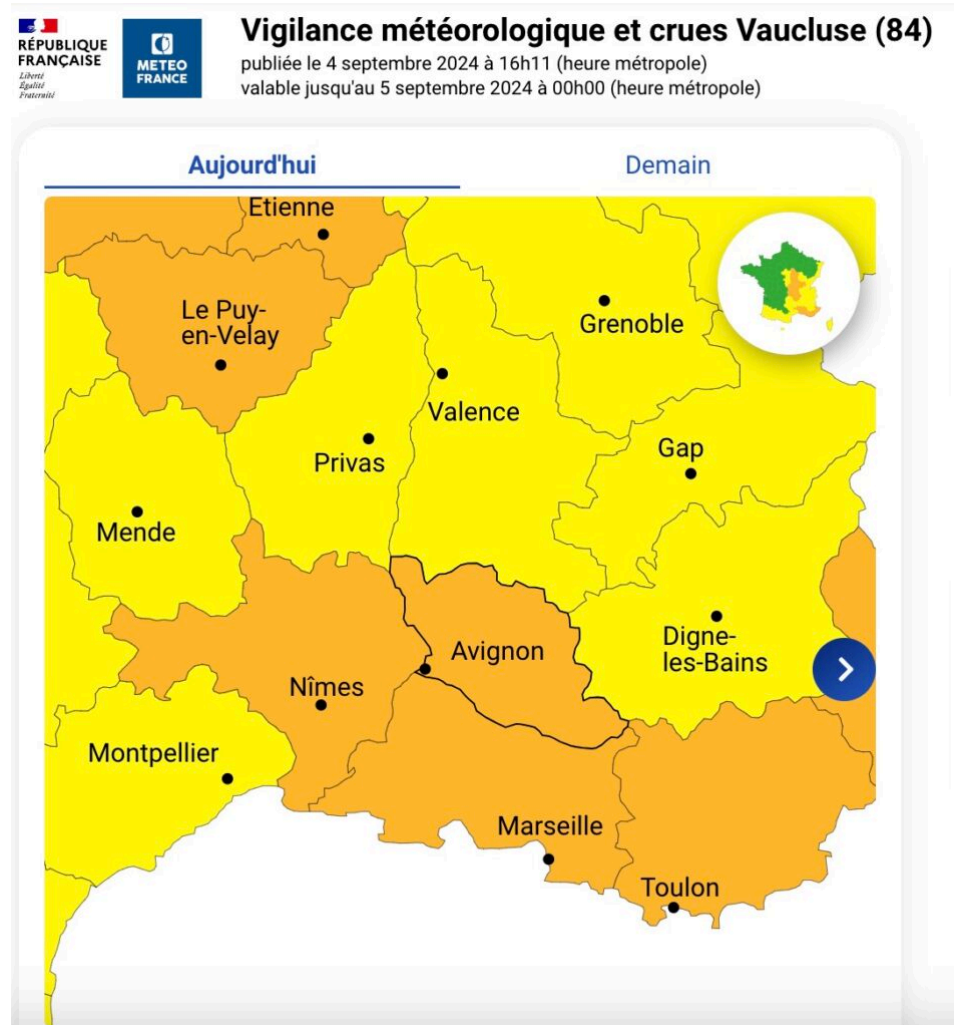 RÉPUBLIQUE
FRANÇAISE
Liberté
Égalité
Fraternité
METEO
FRANCE
Vigilance météorologique et crues Vaucluse (84)
publiée le 4 septembre 2024 à 16h11 (heure métropole)
valable jusqu'au 5 septembre 2024 à 00h00 (heure métropole)
Aujourd'hui
Demain
Etienne
Le Puy-
en-Velay
Grenoble
Valence
Privas
Gap
Mende
Digne-
les-Bains
Avignon
Nîmes
Montpellier
Marseille
Toulon